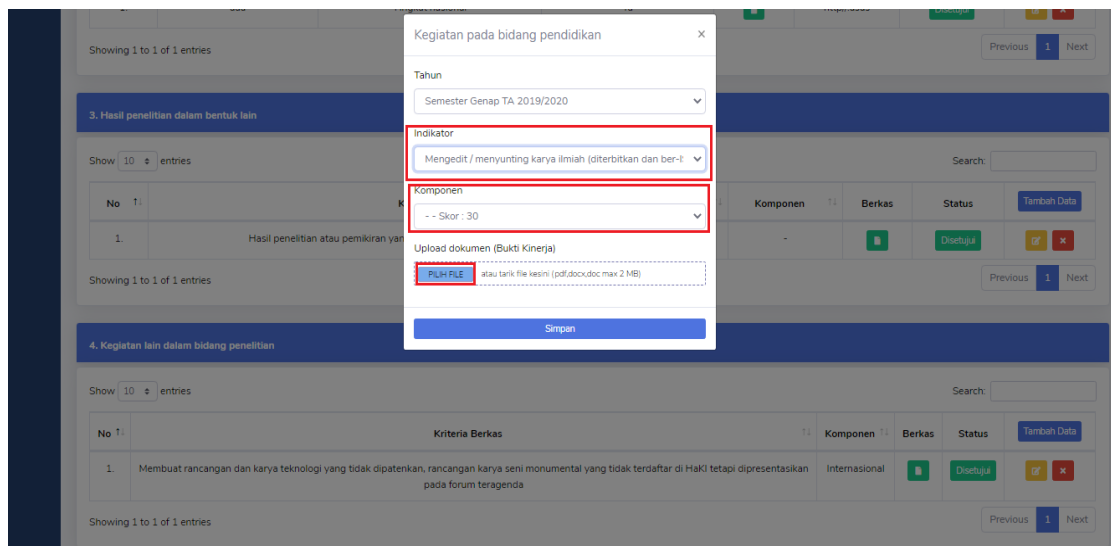 1.
10
Disetujui
Showing 1 to 1 of 1 entries
Previous 1 Next
Kegiatan pada bidang pendidikan ×
Tahun
Semester Genap TA 2019/2020
Indikator
Mengedit / menyunting karya ilmiah (diterbitkan dan ber-I
Komponen
- - Skor : 30
Upload dokumen (Bukti Kinerja)
PILIH FILE atau tarik file kesini (pdf,docx,doc max 2 MB)
Simpan
3. Hasil penelitian dalam bentuk lain
Show 10 entries Search:
No K Komponen Berkas Status Tambah Data
1. Hasil penelitian atau pemikiran yan - Disetujui
Showing 1 to 1 of 1 entries Previous 1 Next
4. Kegiatan lain dalam bidang penelitian
Show 10 entries Search:
No Kriteria Berkas Komponen Berkas Status Tambah Data
1. Membuat rancangan dan karya teknologi yang tidak dipatenkan, rancangan karya seni monumental yang tidak terdaftar di HaKI tetapi dipresentasikan Internasional Disetujui
pada forum teragenda
Showing 1 to 1 of 1 entries Previous 1 Next